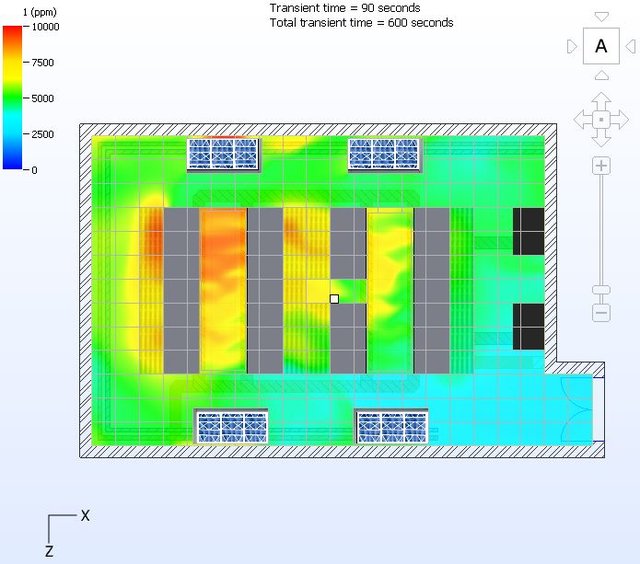 Transient time = 90 seconds
Total transient time = 600 seconds
1 (ppm)
10000
7500
5000
2500
0
A
X
Z